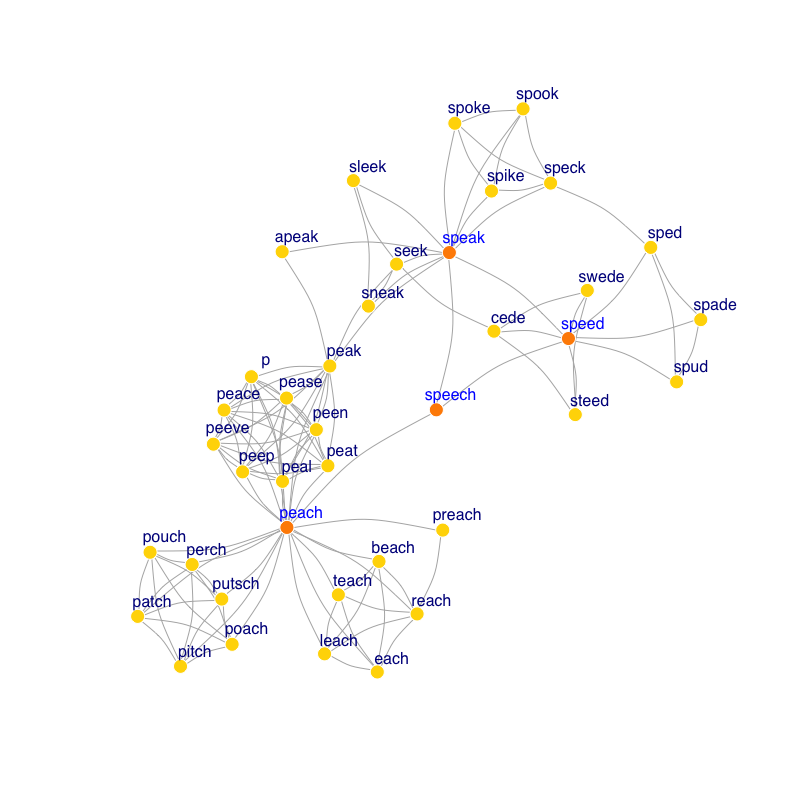 spook
spoke
sleek
speck
spike
apeak
speak
sped
seek
swede
sneak
spade
cede
speed
peak
p
spud
pease
peace
speech
steed
peen
peeve
peep
peat
peal
peach
preach
pouch
perch
beach
putsch
teach
patch
reach
poach
leach
pitch
each